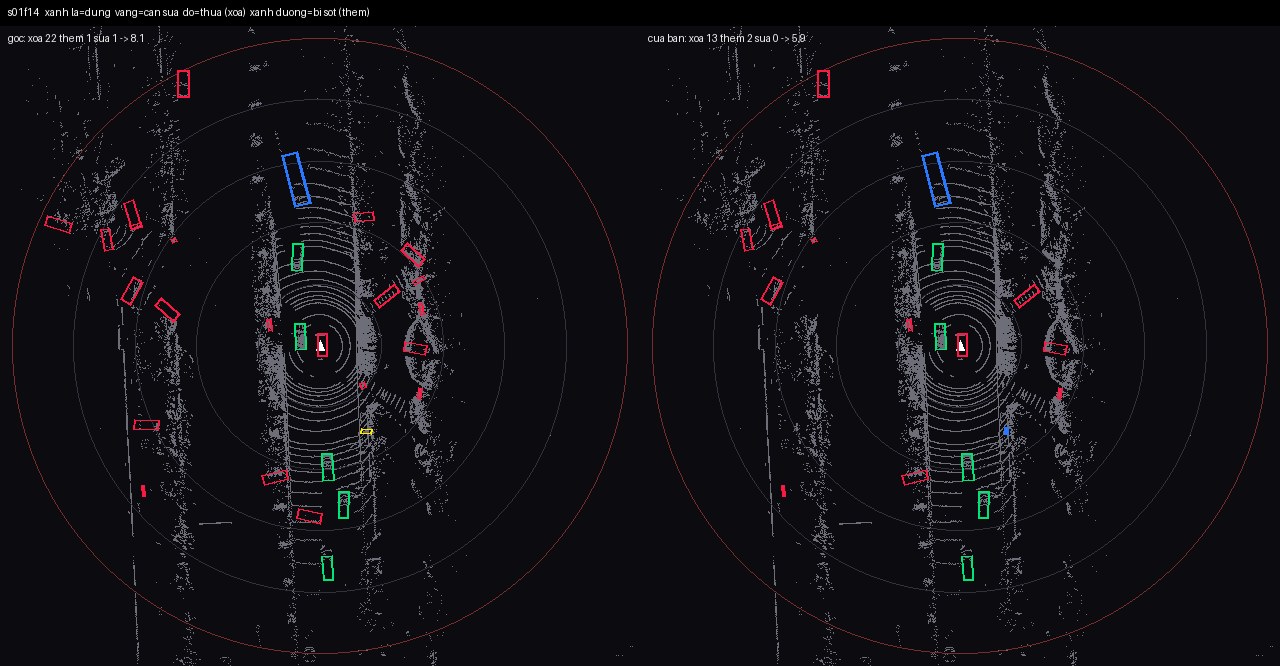 s01f14 xanh la=dung vang=can sua do=thua (xoa) xanh duong=bi sot (them)
goc: xoa 22 them 1 sua 1 -> 8.1
cua ban: xoa 13 them 2 sua 0 -> 5.9